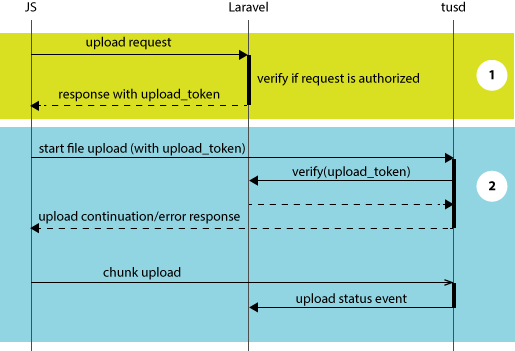 JS Laravel tusd
upload request
verify if request is authorized
1
response with upload_token
start file upload (with upload_token)
verify(upload_token)
2
upload continuation/error response
chunk upload
upload status event